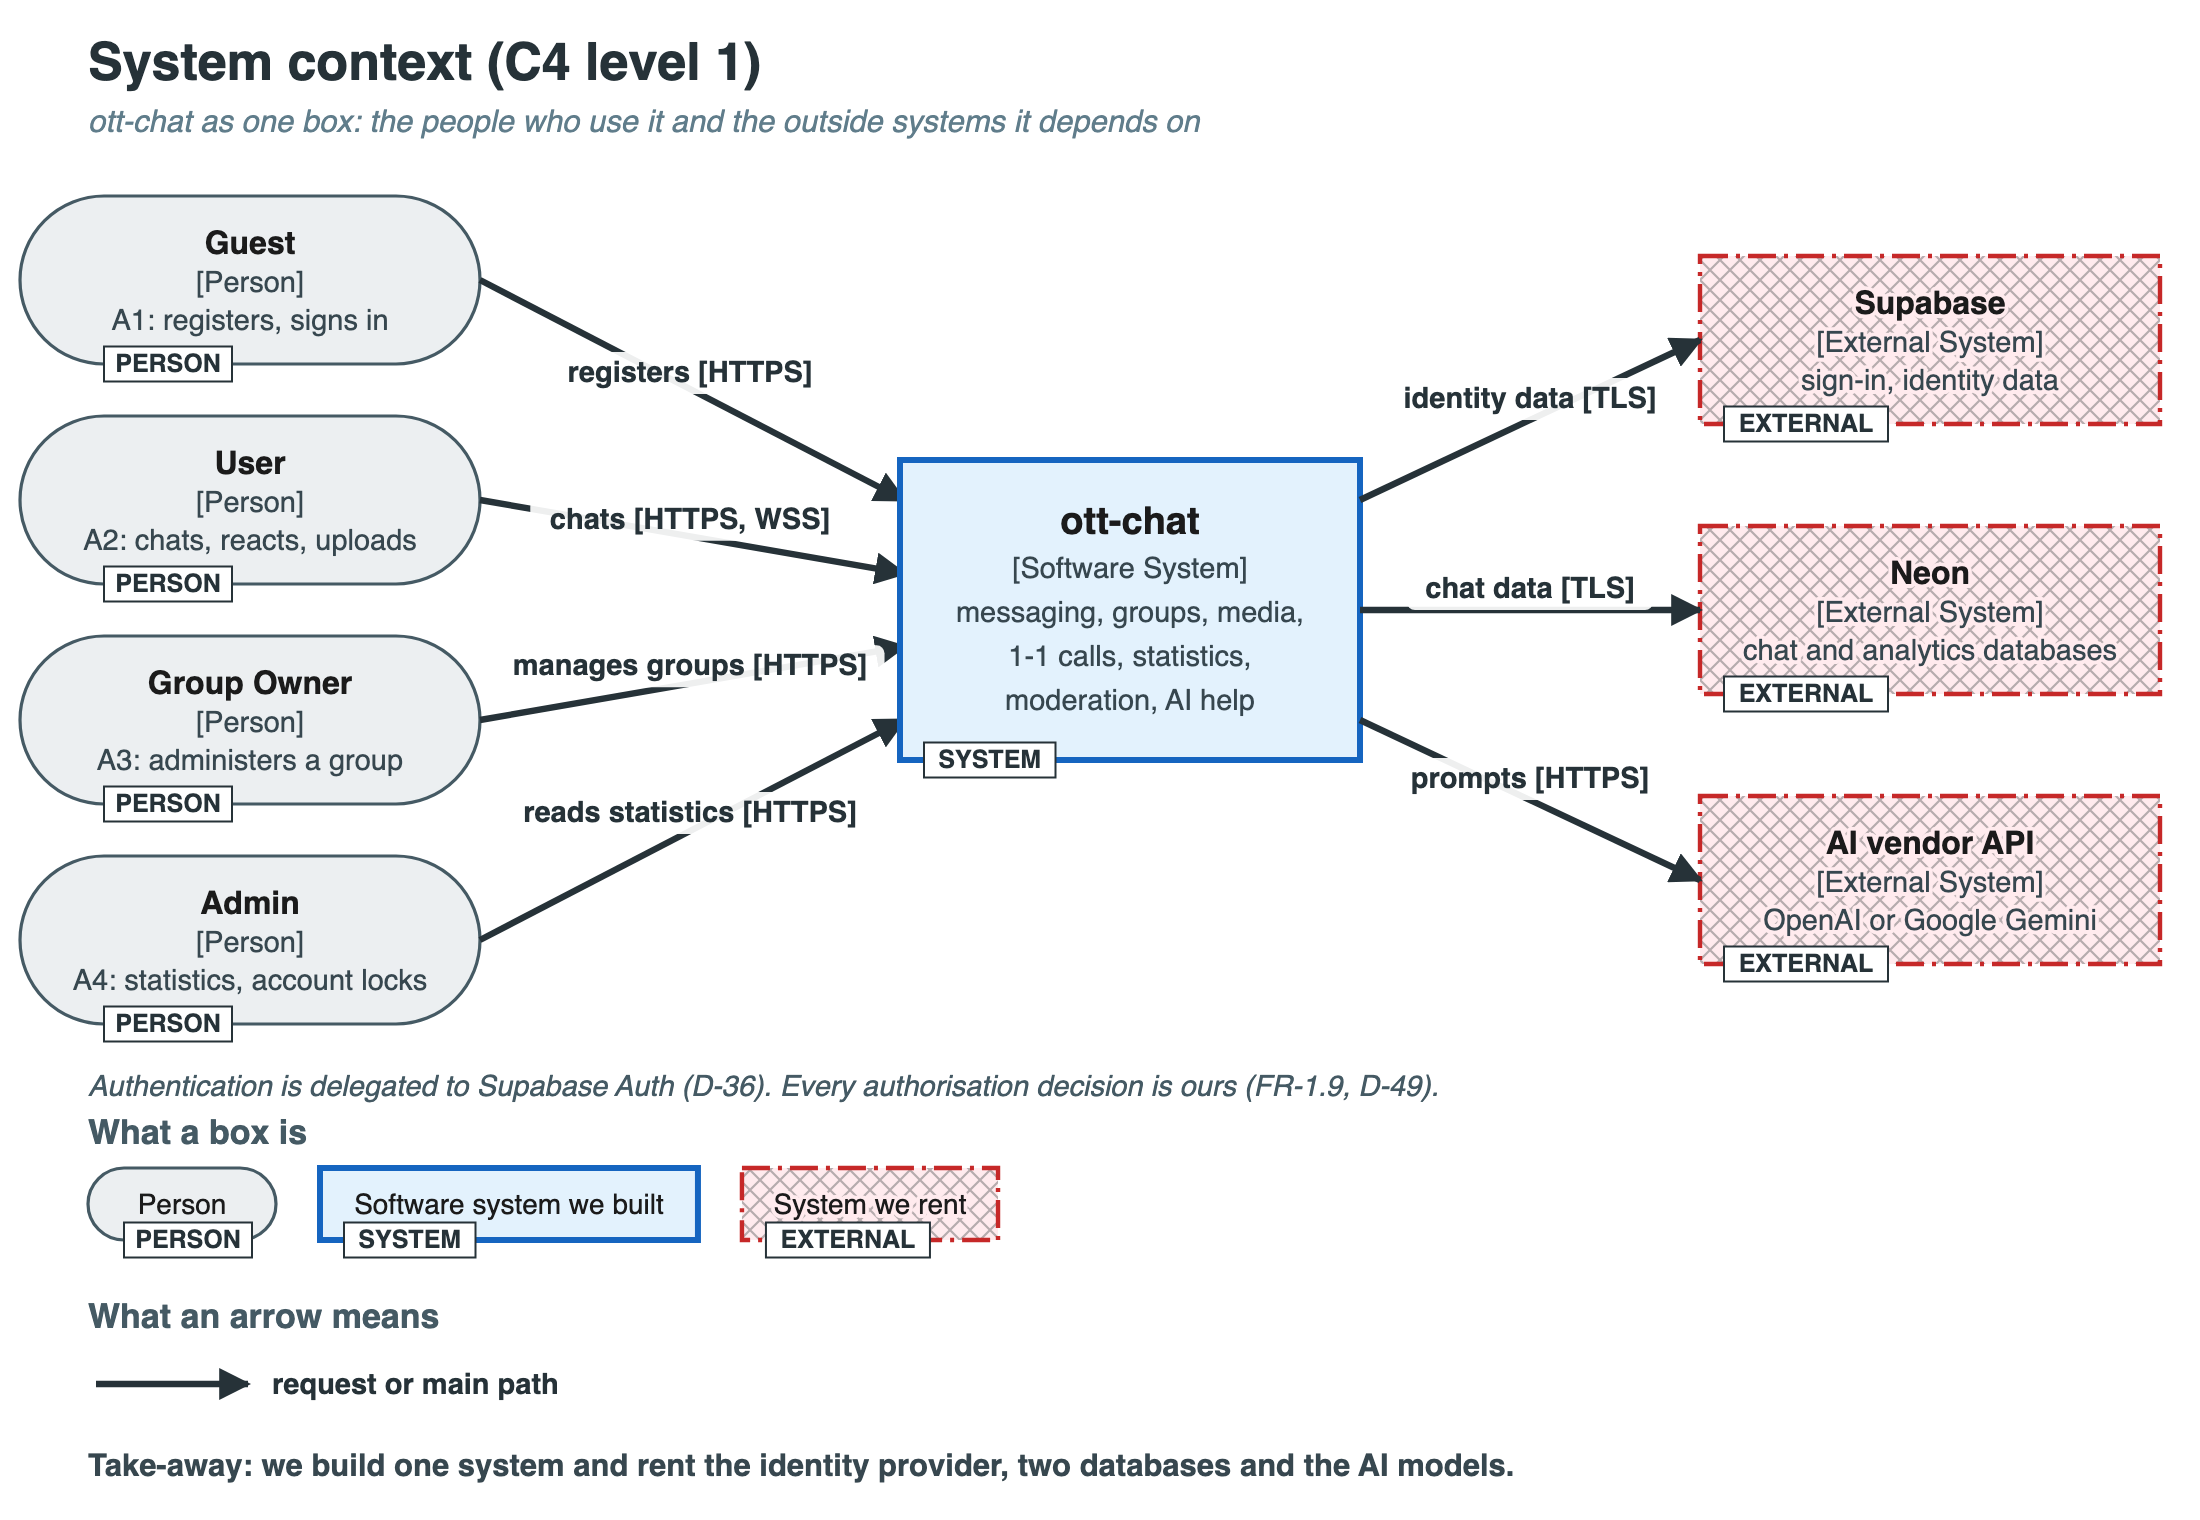 System context (C4 level 1)
ott-chat as one box: the people who use it and the outside systems it depends on
Guest
[Person]
A1: registers, signs in
PERSON
User
[Person]
A2: chats, reacts, uploads
PERSON
Group Owner
[Person]
A3: administers a group
PERSON
Admin
[Person]
A4: statistics, account locks
PERSON
registers [HTTPS]
chats [HTTPS, WSS]
manages groups [HTTPS]
reads statistics [HTTPS]
ott-chat
[Software System]
messaging, groups, media,
1-1 calls, statistics,
moderation, AI help
SYSTEM
identity data [TLS]
chat data [TLS]
prompts [HTTPS]
Supabase
[External System]
sign-in, identity data
EXTERNAL
Neon
[External System]
chat and analytics databases
EXTERNAL
AI vendor API
[External System]
OpenAI or Google Gemini
EXTERNAL
Authentication is delegated to Supabase Auth (D-36). Every authorisation decision is ours (FR-1.9, D-49).
What a box is
Person
PERSON
Software system we built
SYSTEM
System we rent
EXTERNAL
What an arrow means
request or main path
Take-away: we build one system and rent the identity provider, two databases and the AI models.